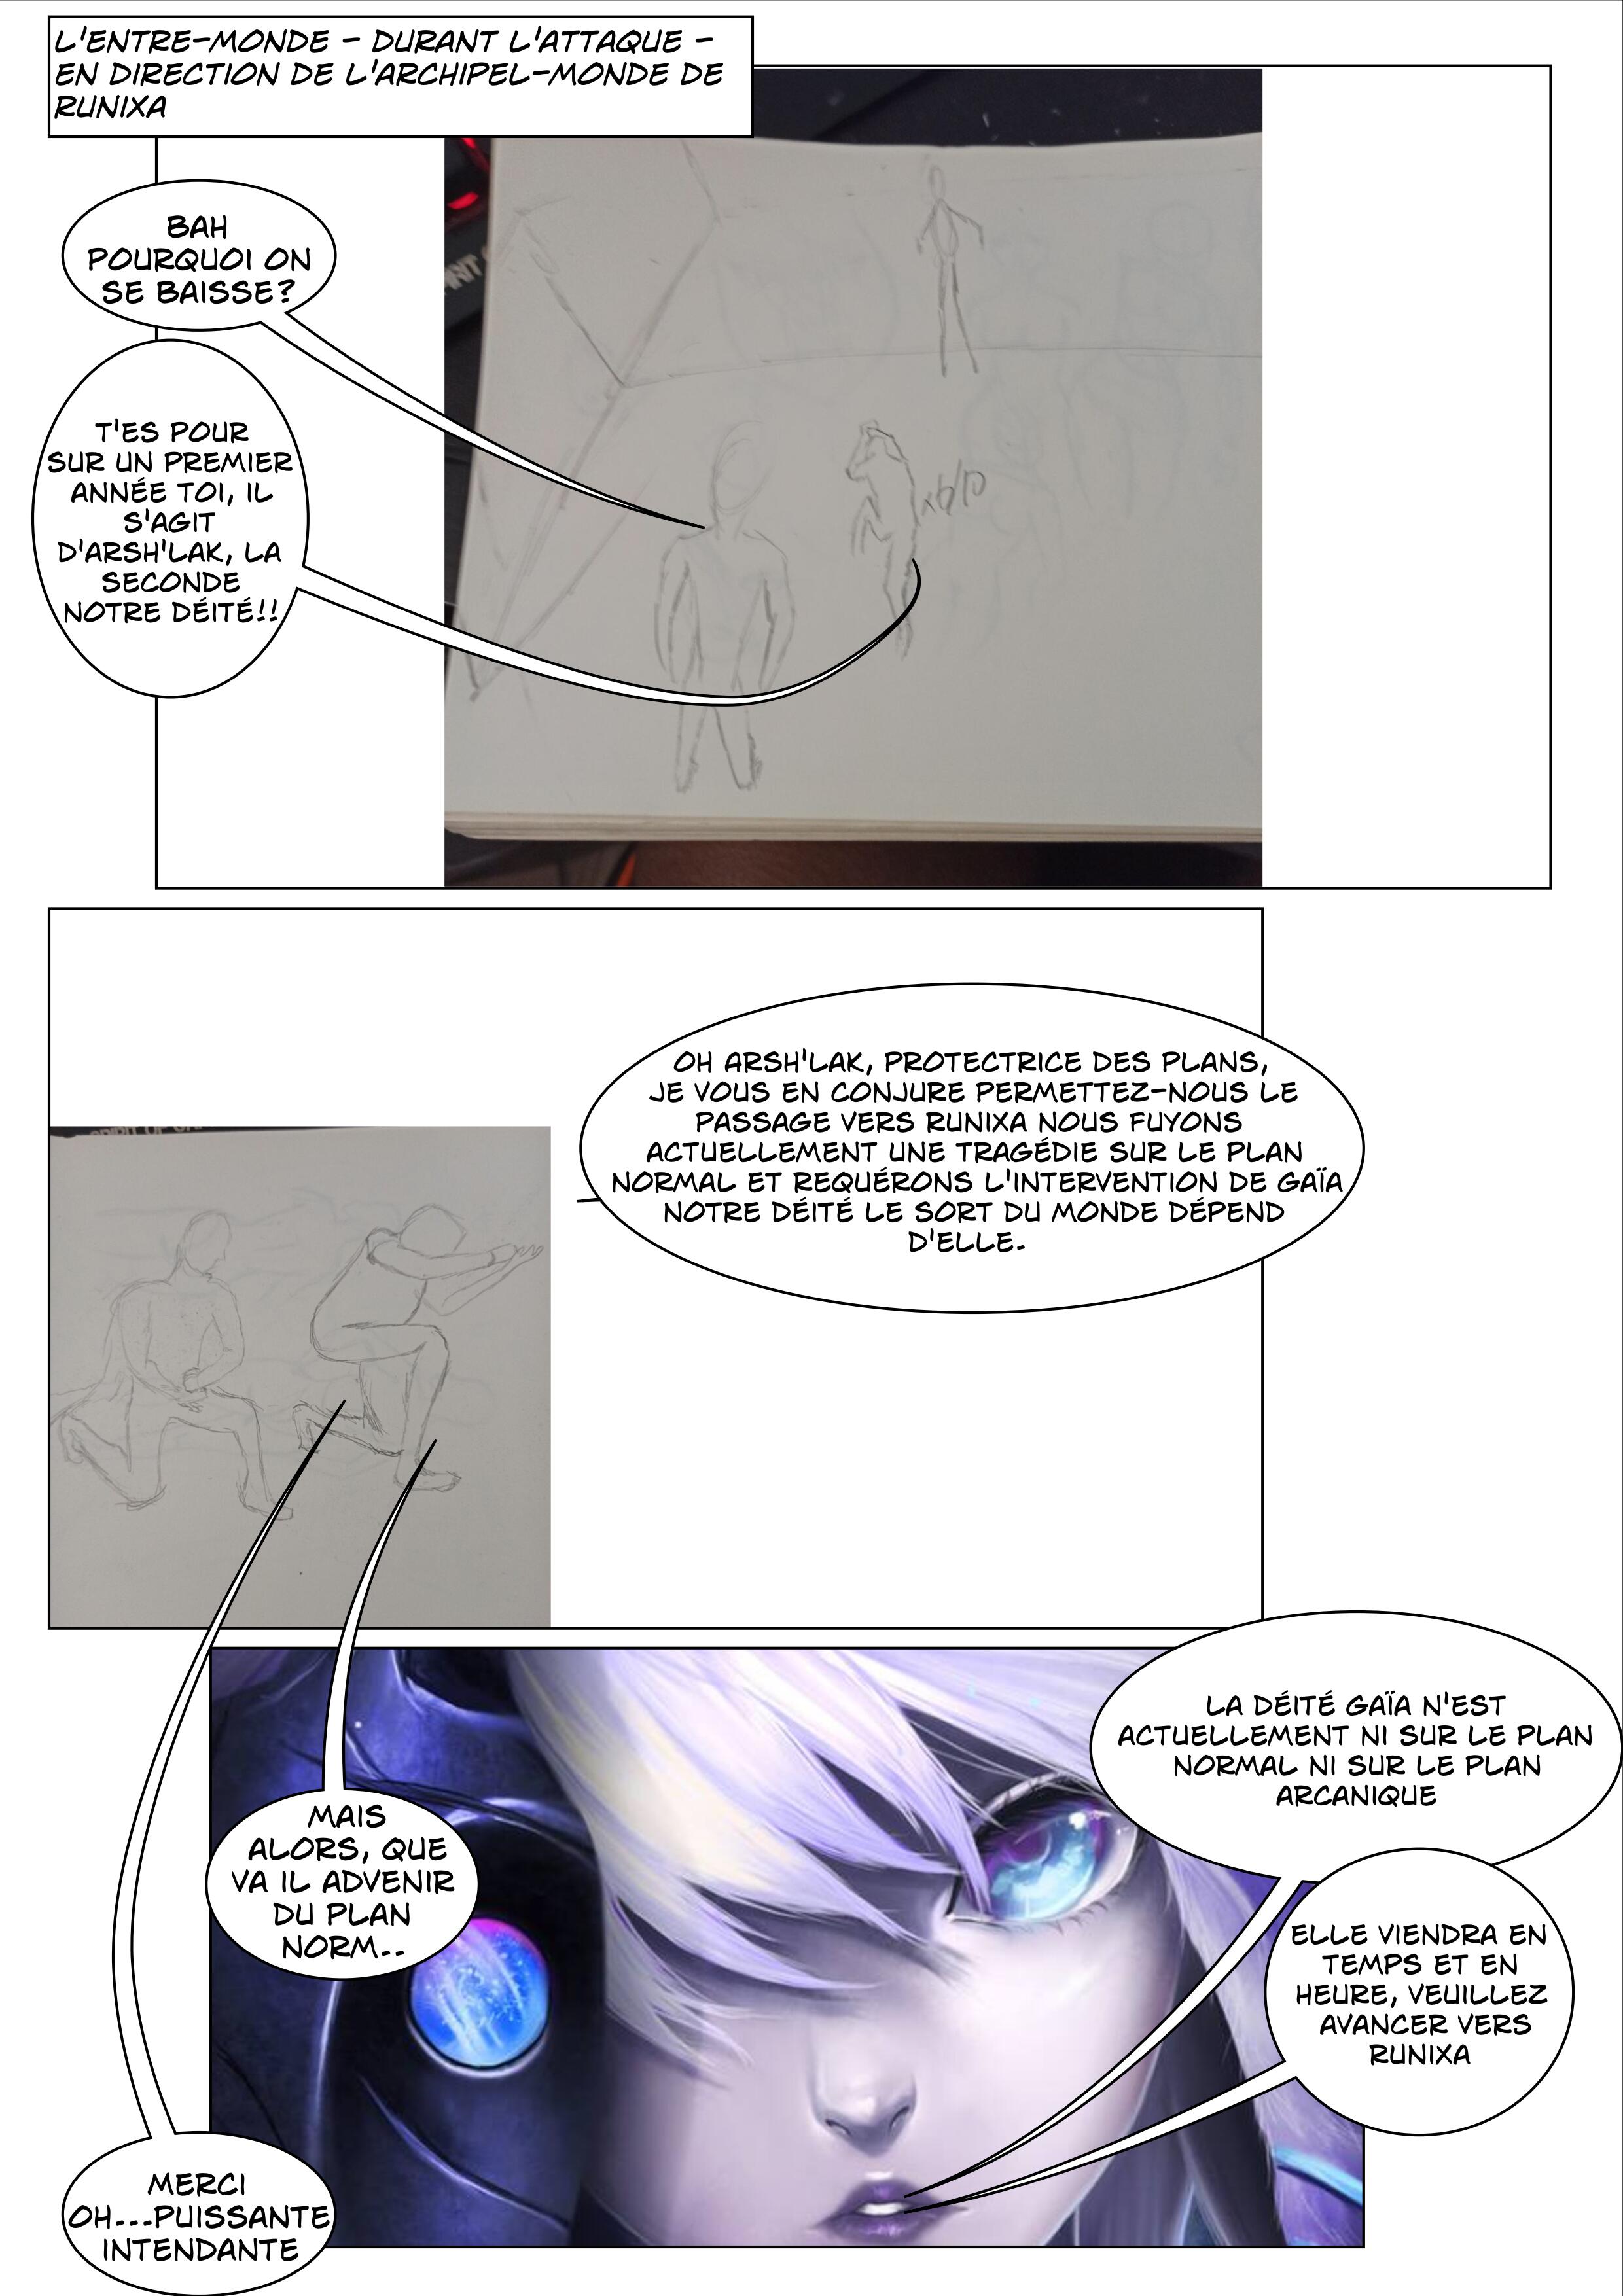 L'ENTRE-MONDE - DURANT L'ATTAQUE -
EN DIRECTION DE L'ARCHIPEL-MONDE DE
RUNIXA
BAH
POURQUOI ON
SE BAISSE?
T'ES POUR
SUR UN PREMIER
ANNÉE TOI, IL
S'AGIT
D'ARSH'LAK, LA
SECONDE
NOTRE DÉITÉ!!
OH ARSH'LAK, PROTECTRICE DES PLANS,
JE VOUS EN CONJURE PERMETTEZ-NOUS LE
PASSAGE VERS RUNIXA NOUS FUYONS
ACTUELLEMENT UNE TRAGÉDIE SUR LE PLAN
NORMAL ET REQUÉRONS L'INTERVENTION DE GAÏA
NOTRE DÉITÉ LE SORT DU MONDE DÉPEND
D'ELLE.
LA DÉITÉ GAÏA N'EST
ACTUELLEMENT NI SUR LE PLAN
NORMAL NI SUR LE PLAN
ARCANIQUE
MAIS
ALORS, QUE
VA IL ADVENIR
DU PLAN
NORM..
ELLE VIENDRA EN
TEMPS ET EN
HEURE, VEUILLEZ
AVANCER VERS
RUNIXA
MERCI
OH...PUISSANTE
INTENDANTE